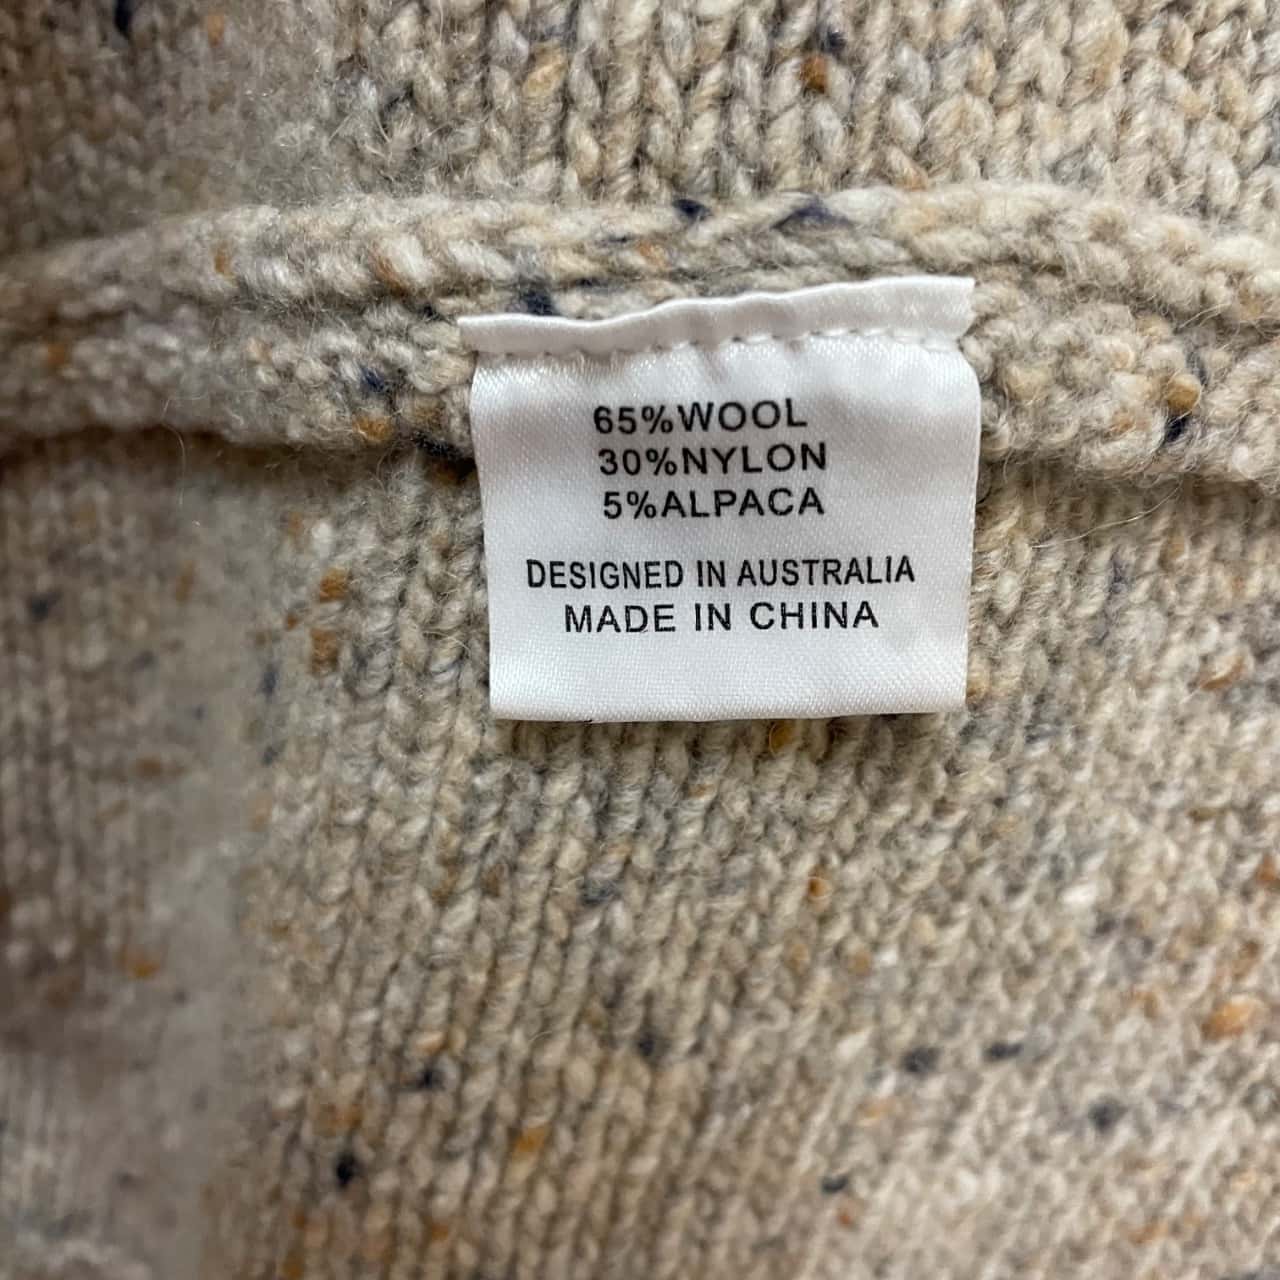 65%WOOL
30%NYLON
5%ALPACA
DESIGNED IN AUSTRALIA
MADE IN CHINA